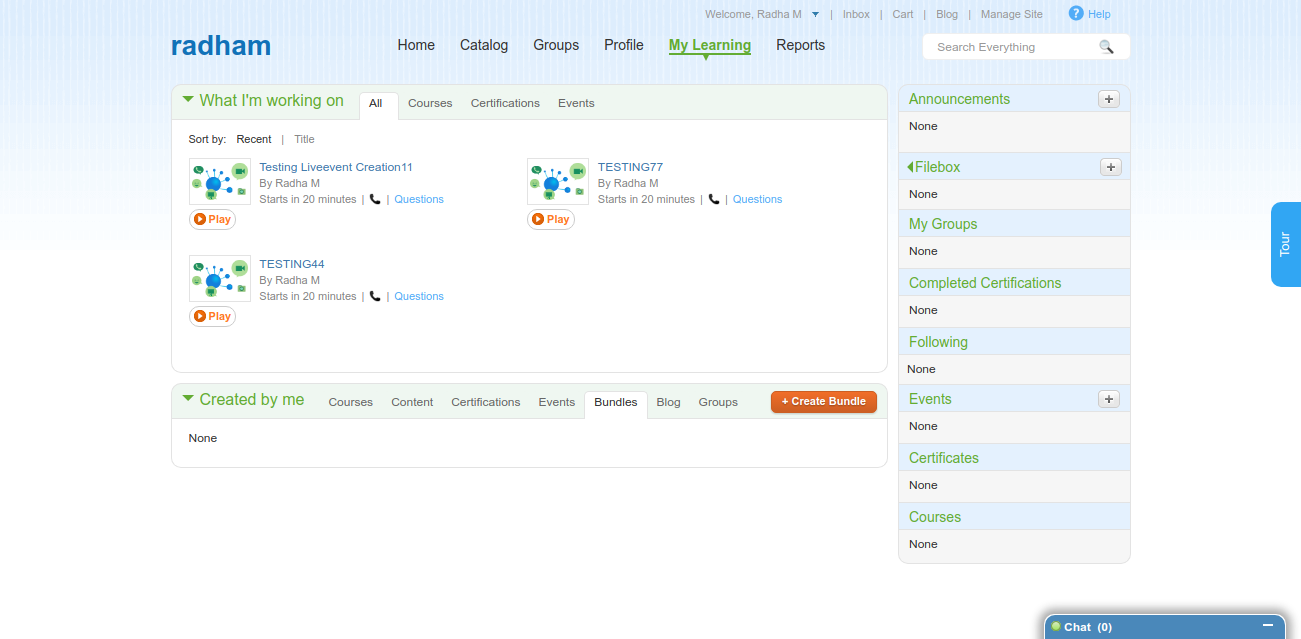 Welcome, Radha M | Inbox | Cart | Blog | Manage Site ? Help
radham
Home Catalog Groups Profile My Learning Reports
Search Everything
What I'm working on All Courses Certifications Events
Sort by: Recent | Title
Testing Liveevent Creation11
By Radha M
Starts in 20 minutes | | Questions
Play
TESTING77
By Radha M
Starts in 20 minutes | | Questions
Play
TESTING44
By Radha M
Starts in 20 minutes | | Questions
Play
Created by me Courses Content Certifications Events Bundles Blog Groups + Create Bundle
None
Announcements +
None
Filebox +
None
My Groups
None
Completed Certifications
None
Following
None
Events +
None
Certificates
None
Courses
None
Tour
Chat (0)